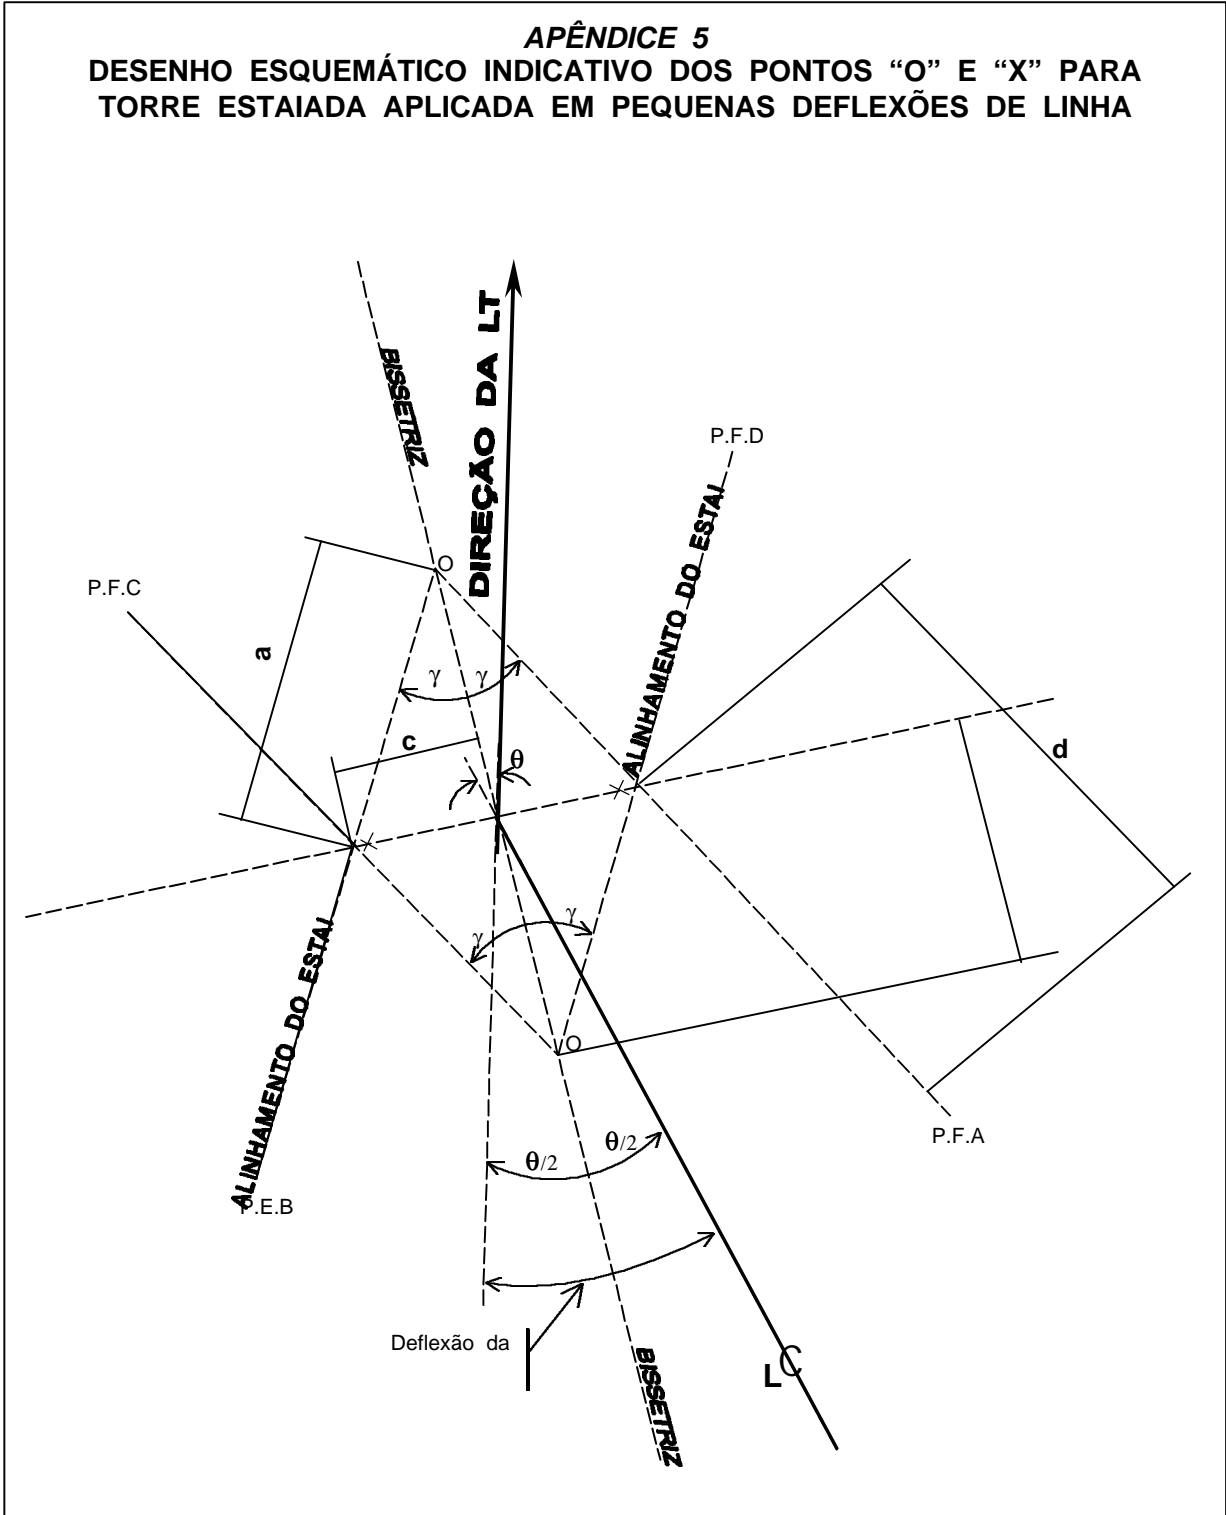 APÊNDICE 5
DESENHO ESQUEMÁTICO INDICATIVO DOS PONTOS “O” E “X” PARA
TORRE ESTAIADA APLICADA EM PEQUENAS DEFLEXÕES DE LINHA
BISSETRIZ
DIREÇÃO DA LT
P.F.D
ALINHAMENTO DO ESTAI
O
P.F.C
a
γ γ
c
θ
d
γ
γ
ALINHAMENTO DO ESTAI
O
P.F.A
θ/2
θ/2
P.E.B
Deflexão da
BISSETRIZ
LC